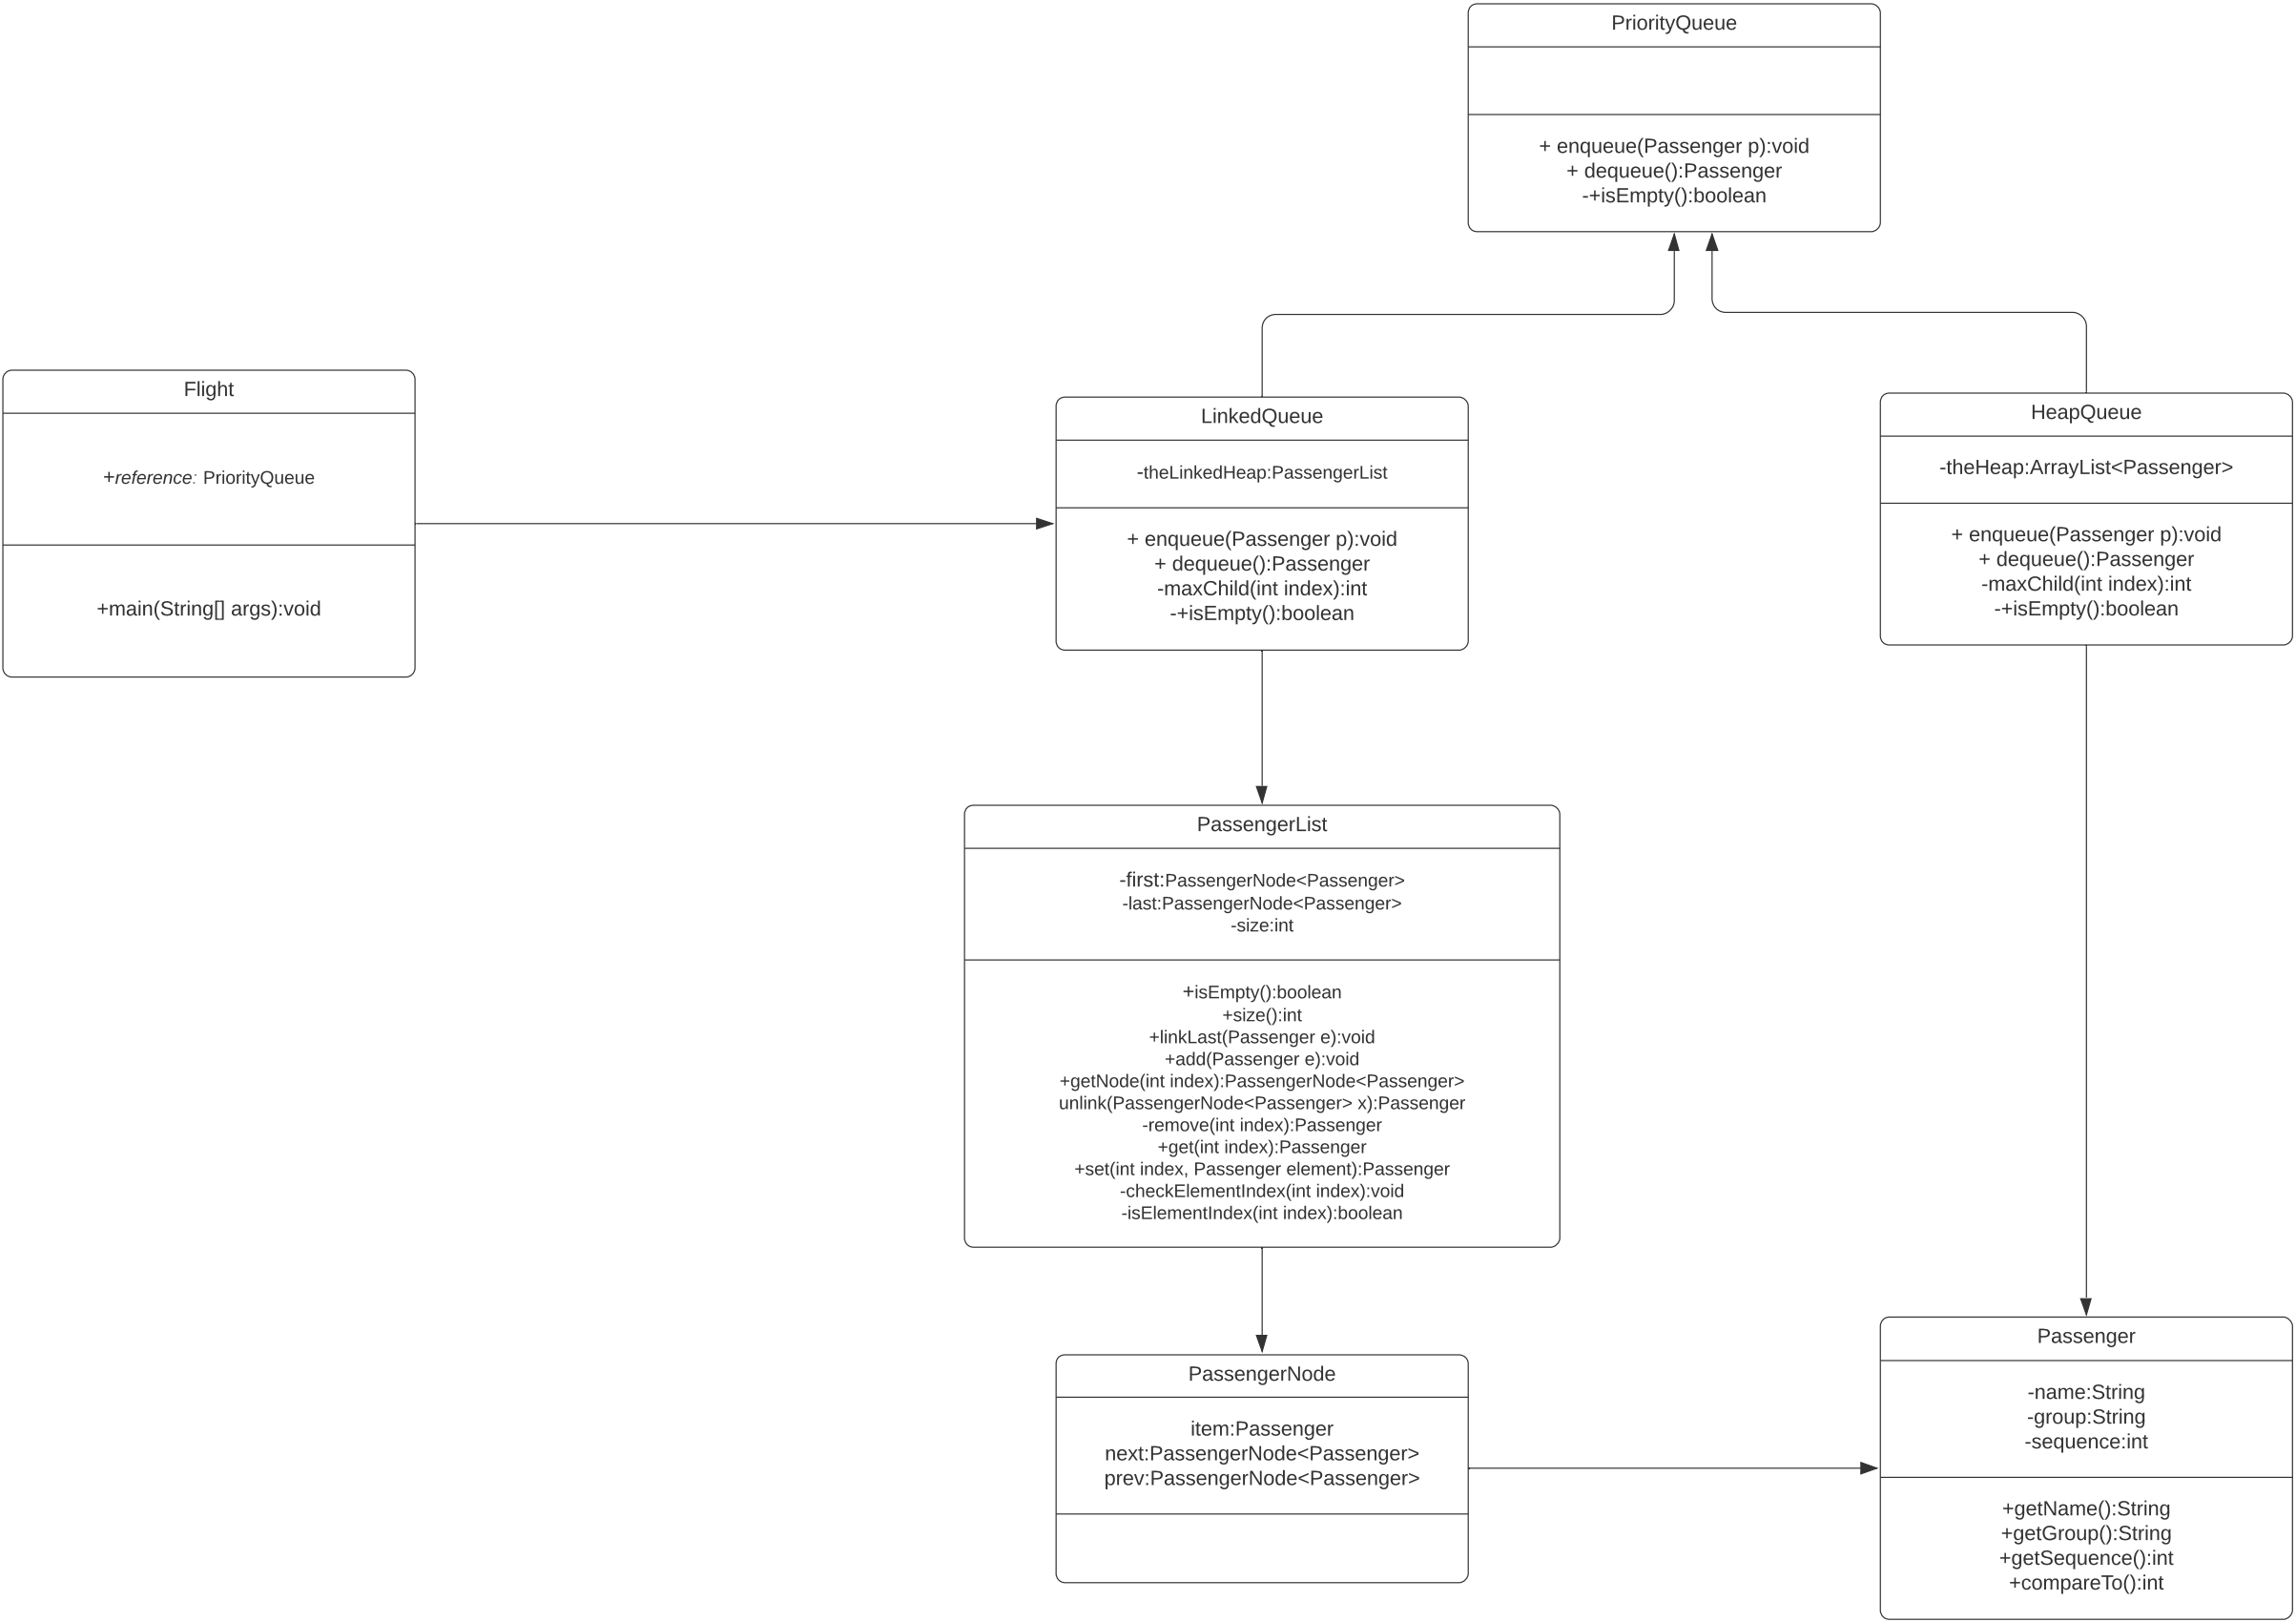 PriorityQueue
+ enqueue(Passenger p):void
+ dequeue():Passenger
-+isEmpty():boolean
Flight
+reference: PriorityQueue
+main(String[] args):void
LinkedQueue
-theLinkedHeap:PassengerList
+ enqueue(Passenger p):void
+ dequeue():Passenger
-maxChild(int index):int
-+isEmpty():boolean
HeapQueue
-theHeap:ArrayList<Passenger>
+ enqueue(Passenger p):void
+ dequeue():Passenger
-maxChild(int index):int
-+isEmpty():boolean
PassengerList
-first:PassengerNode<Passenger>
-last:PassengerNode<Passenger>
-size:int
+isEmpty():boolean
+size():int
+linkLast(Passenger e):void
+add(Passenger e):void
+getNode(int index):PassengerNode<Passenger>
unlink(PassengerNode<Passenger> x):Passenger
-remove(int index):Passenger
+get(int index):Passenger
+set(int index, Passenger element):Passenger
-checkElementIndex(int index):void
-isElementIndex(int index):boolean
PassengerNode
item:Passenger
next:PassengerNode<Passenger>
prev:PassengerNode<Passenger>
Passenger
-name:String
-group:String
-sequence:int
+getName():String
+getGroup():String
+getSequence():int
+compareTo():int